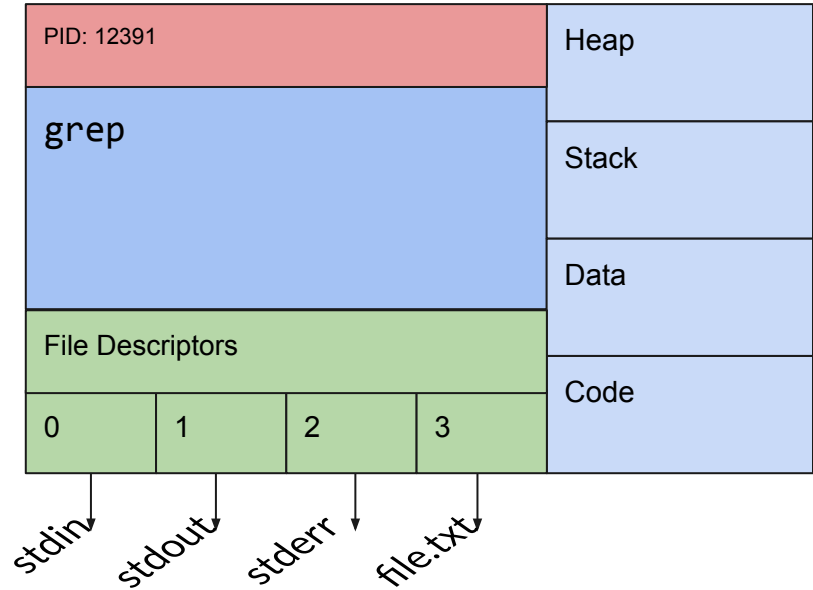 PID: 12391
grep
File Descriptors
0 1 2 3
stdin stdout stderr file.txt
Heap
Stack
Data
Code